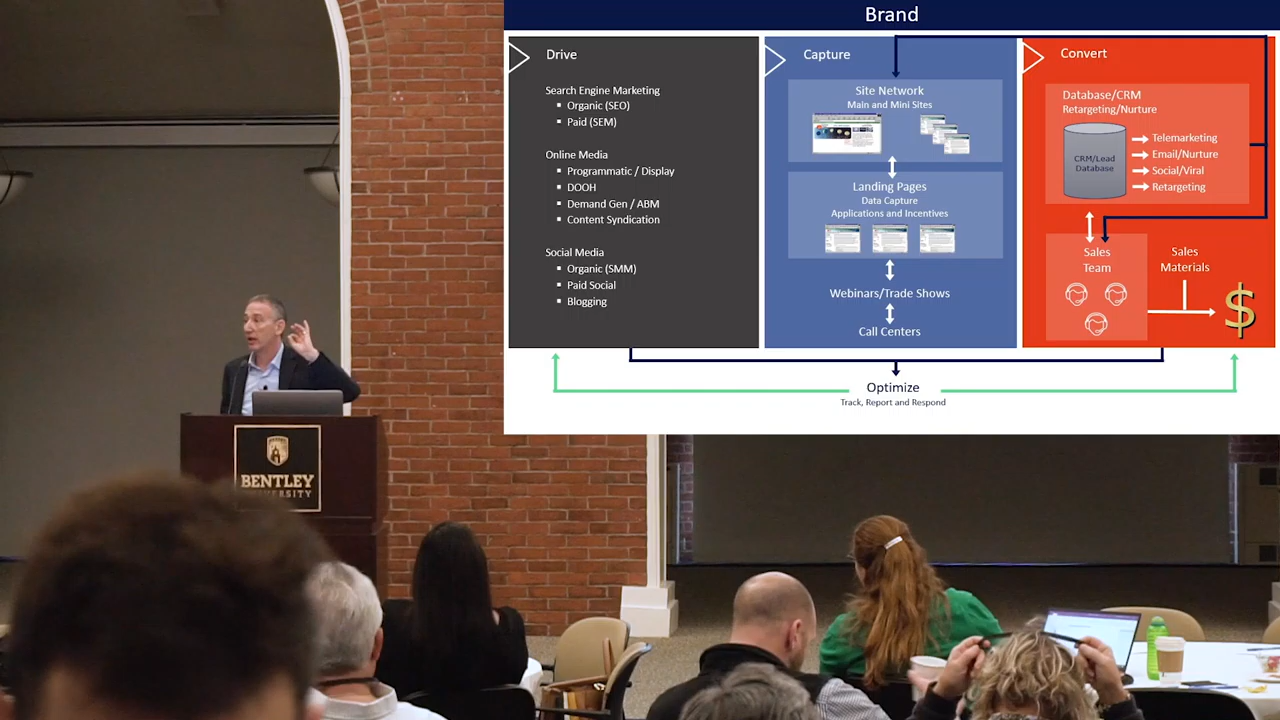 Brand
Drive
Search Engine Marketing
▪ Organic (SEO)
▪ Paid (SEM)
Online Media
▪ Programmatic / Display
▪ DOOH
▪ Demand Gen / ABM
▪ Content Syndication
Social Media
▪ Organic (SMM)
▪ Paid Social
▪ Blogging
Capture
Site Network
Main and Mini Sites
Landing Pages
Data Capture
Applications and Incentives
Webinars/Trade Shows
Call Centers
Convert
Database/CRM
Retargeting/Nurture
CRM/Lead
Database
Telemarketing
Email/Nurture
Social/Viral
Retargeting
Sales
Team
Sales
Materials
$
Optimize
Track, Report and Respond
BENTLEY
UNIVERSITY